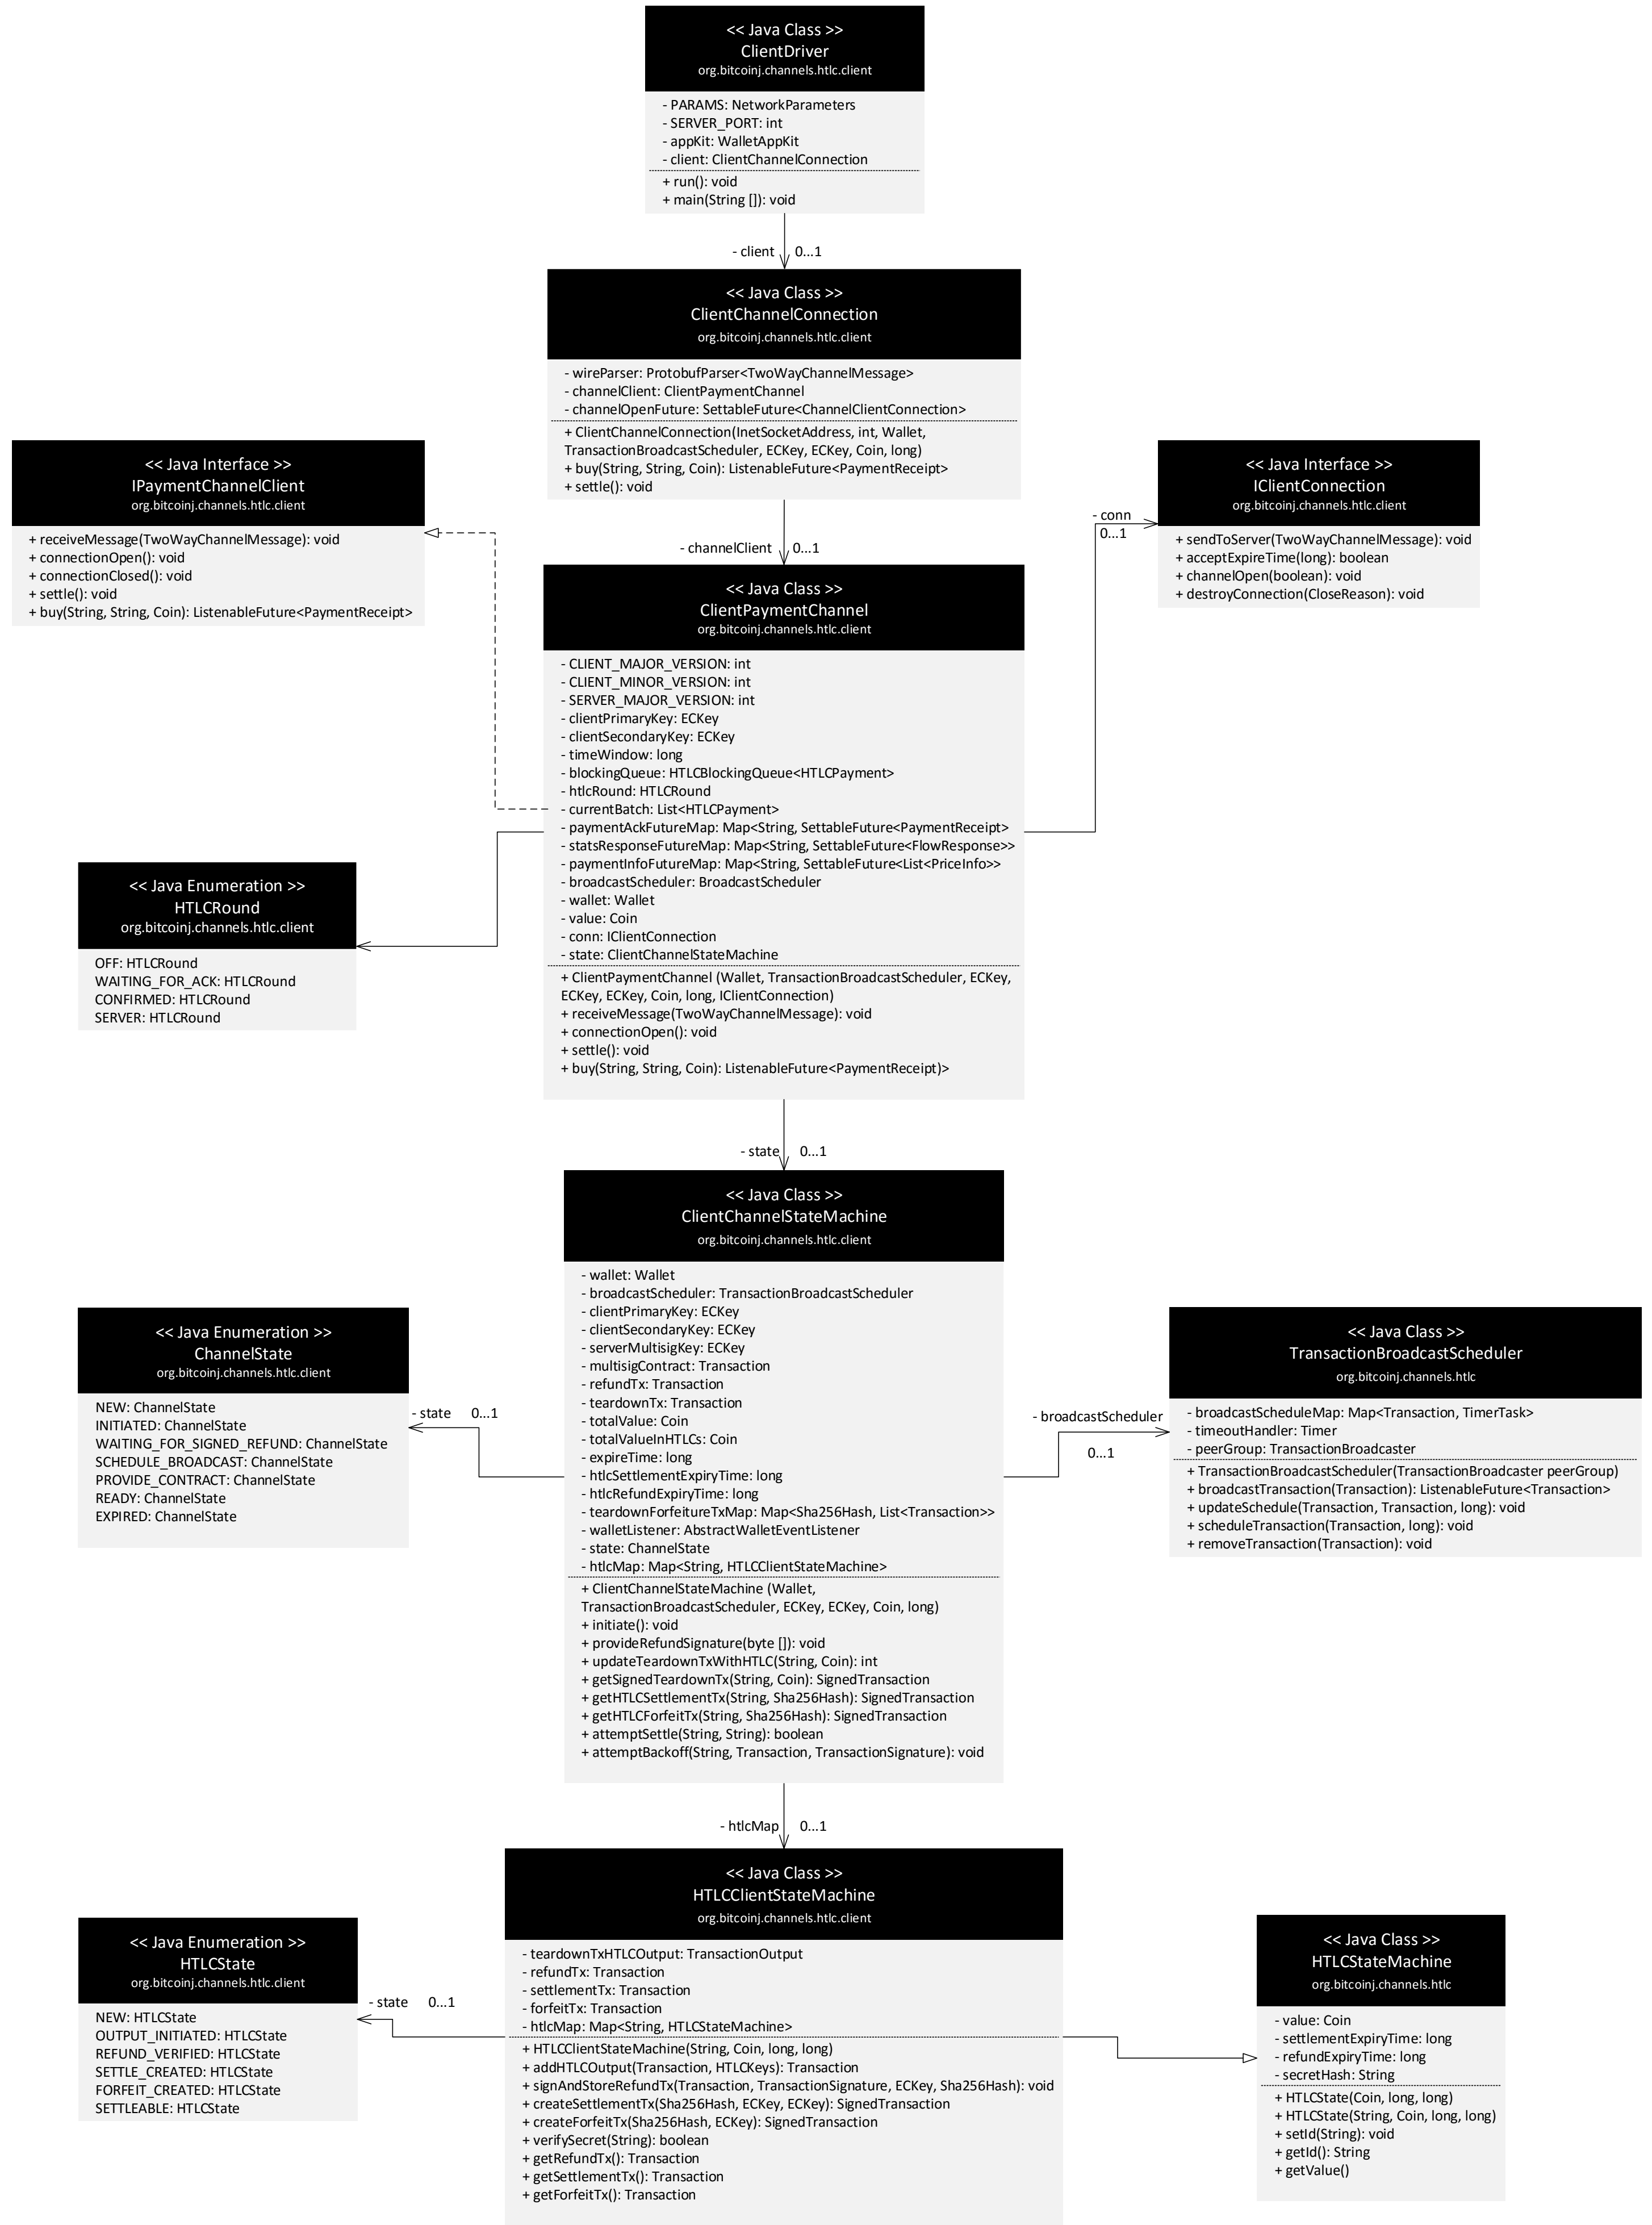 << Java Class >>
ClientDriver
org.bitcoinj.channels.htlc.client
- PARAMS: NetworkParameters
- SERVER_PORT: int
- appKit: WalletAppKit
- client: ClientChannelConnection
+ run(): void
+ main(String []): void
- client 0...1
<< Java Class >>
ClientChannelConnection
org.bitcoinj.channels.htlc.client
- wireParser: ProtobufParser<TwoWayChannelMessage>
- channelClient: ClientPaymentChannel
- channelOpenFuture: SettableFuture<ChannelClientConnection>
+ ClientChannelConnection(InetSocketAddress, int, Wallet,
TransactionBroadcastScheduler, ECKey, ECKey, Coin, long)
+ buy(String, String, Coin): ListenableFuture<PaymentReceipt>
+ settle(): void
<< Java Interface >>
IPaymentChannelClient
org.bitcoinj.channels.htlc.client
+ receiveMessage(TwoWayChannelMessage): void
+ connectionOpen(): void
+ connectionClosed(): void
+ settle(): void
+ buy(String, String, Coin): ListenableFuture<PaymentReceipt>
<< Java Interface >>
IClientConnection
org.bitcoinj.channels.htlc.client
+ sendToServer(TwoWayChannelMessage): void
+ acceptExpireTime(long): boolean
+ channelOpen(boolean): void
+ destroyConnection(CloseReason): void
- conn
0...1
- channelClient 0...1
<< Java Class >>
ClientPaymentChannel
org.bitcoinj.channels.htlc.client
- CLIENT_MAJOR_VERSION: int
- CLIENT_MINOR_VERSION: int
- SERVER_MAJOR_VERSION: int
- clientPrimaryKey: ECKey
- clientSecondaryKey: ECKey
- timeWindow: long
- blockingQueue: HTLCBlockingQueue<HTLCPayment>
- htlcRound: HTLCRound
- currentBatch: List<HTLCPayment>
- paymentAckFutureMap: Map<String, SettableFuture<PaymentReceipt>
- statsResponseFutureMap: Map<String, SettableFuture<FlowResponse>>
- paymentInfoFutureMap: Map<String, SettableFuture<List<PriceInfo>>
- broadcastScheduler: BroadcastScheduler
- wallet: Wallet
- value: Coin
- conn: IClientConnection
- state: ClientChannelStateMachine
+ ClientPaymentChannel (Wallet, TransactionBroadcastScheduler, ECKey,
ECKey, ECKey, Coin, long, IClientConnection)
+ receiveMessage(TwoWayChannelMessage): void
+ connectionOpen(): void
+ settle(): void
+ buy(String, String, Coin): ListenableFuture<PaymentReceipt)>
<< Java Enumeration >>
HTLCRound
org.bitcoinj.channels.htlc.client
OFF: HTLCRound
WAITING_FOR_ACK: HTLCRound
CONFIRMED: HTLCRound
SERVER: HTLCRound
- state 0...1
<< Java Class >>
ClientChannelStateMachine
org.bitcoinj.channels.htlc.client
- wallet: Wallet
- broadcastScheduler: TransactionBroadcastScheduler
- clientPrimaryKey: ECKey
- clientSecondaryKey: ECKey
- serverMultisigKey: ECKey
- multisigContract: Transaction
- refundTx: Transaction
- teardownTx: Transaction
- totalValue: Coin
- totalValueInHTLCs: Coin
- expireTime: long
- htlcSettlementExpiryTime: long
- htlcRefundExpiryTime: long
- teardownForfeitureTxMap: Map<Sha256Hash, List<Transaction>>
- walletListener: AbstractWalletEventListener
- state: ChannelState
- htlcMap: Map<String, HTLCClientStateMachine>
+ ClientChannelStateMachine (Wallet,
TransactionBroadcastScheduler, ECKey, ECKey, Coin, long)
+ initiate(): void
+ provideRefundSignature(byte []): void
+ updateTeardownTxWithHTLC(String, Coin): int
+ getSignedTeardownTx(String, Coin): SignedTransaction
+ getHTLCSettlementTx(String, Sha256Hash): SignedTransaction
+ getHTLCForfeitTx(String, Sha256Hash): SignedTransaction
+ attemptSettle(String, String): boolean
+ attemptBackoff(String, Transaction, TransactionSignature): void
<< Java Enumeration >>
ChannelState
org.bitcoinj.channels.htlc.client
NEW: ChannelState
INITIATED: ChannelState
WAITING_FOR_SIGNED_REFUND: ChannelState
SCHEDULE_BROADCAST: ChannelState
PROVIDE_CONTRACT: ChannelState
READY: ChannelState
EXPIRED: ChannelState
- state 0...1
- broadcastScheduler
0...1
<< Java Class >>
TransactionBroadcastScheduler
org.bitcoinj.channels.htlc
- broadcastScheduleMap: Map<Transaction, TimerTask>
- timeoutHandler: Timer
- peerGroup: TransactionBroadcaster
+ TransactionBroadcastScheduler(TransactionBroadcaster peerGroup)
+ broadcastTransaction(Transaction): ListenableFuture<Transaction>
+ updateSchedule(Transaction, Transaction, long): void
+ scheduleTransaction(Transaction, long): void
+ removeTransaction(Transaction): void
- htlcMap 0...1
<< Java Class >>
HTLCClientStateMachine
org.bitcoinj.channels.htlc.client
- teardownTxHTLCOutput: TransactionOutput
- refundTx: Transaction
- settlementTx: Transaction
- forfeitTx: Transaction
- htlcMap: Map<String, HTLCStateMachine>
+ HTLCClientStateMachine(String, Coin, long, long)
+ addHTLCOutput(Transaction, HTLCKeys): Transaction
+ signAndStoreRefundTx(Transaction, TransactionSignature, ECKey, Sha256Hash): void
+ createSettlementTx(Sha256Hash, ECKey, ECKey): SignedTransaction
+ createForfeitTx(Sha256Hash, ECKey): SignedTransaction
+ verifySecret(String): boolean
+ getRefundTx(): Transaction
+ getSettlementTx(): Transaction
+ getForfeitTx(): Transaction
<< Java Enumeration >>
HTLCState
org.bitcoinj.channels.htlc.client
NEW: HTLCState
OUTPUT_INITIATED: HTLCState
REFUND_VERIFIED: HTLCState
SETTLE_CREATED: HTLCState
FORFEIT_CREATED: HTLCState
SETTLEABLE: HTLCState
- state 0...1
<< Java Class >>
HTLCStateMachine
org.bitcoinj.channels.htlc
- value: Coin
- settlementExpiryTime: long
- refundExpiryTime: long
- secretHash: String
+ HTLCState(Coin, long, long)
+ HTLCState(String, Coin, long, long)
+ setId(String): void
+ getId(): String
+ getValue()